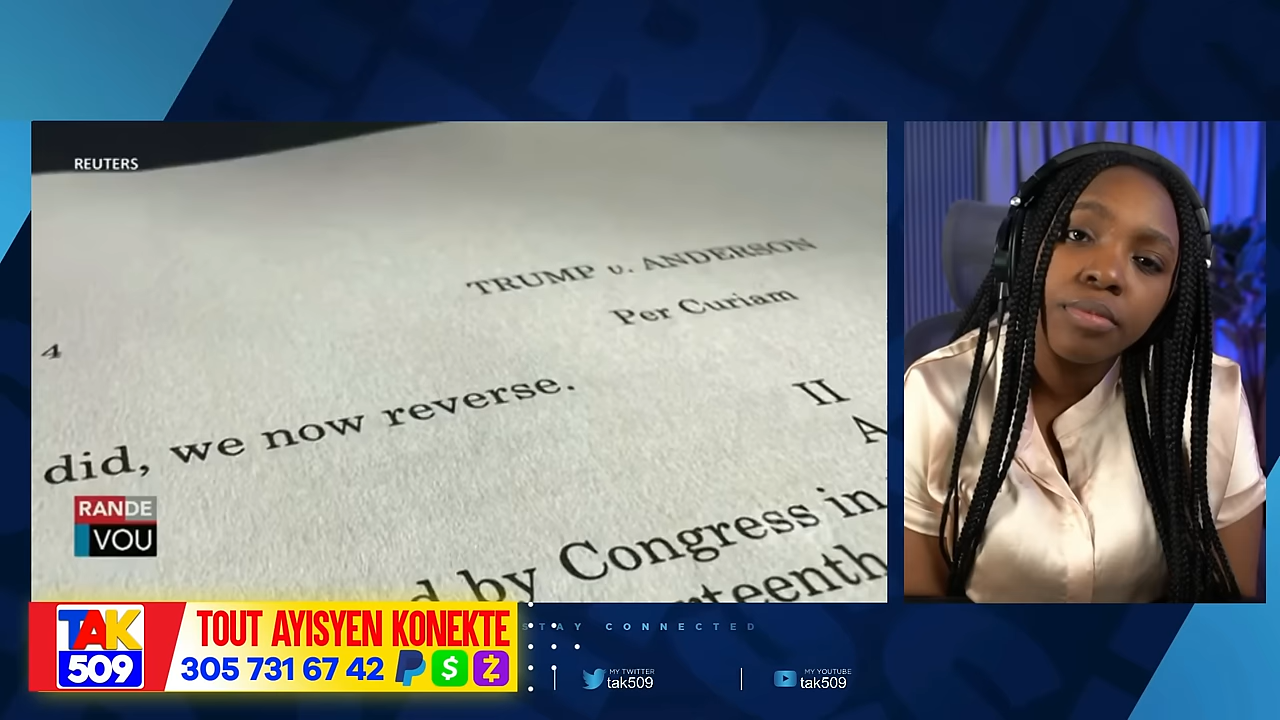 REUTERS
TRUMP v. ANDERSON
Per Curiam
4
did, we now reverse.
II
A
by Congress in
RANDE
VOU
TAK
509
TOUT AYISYEN KONEKTE
305 731 67 42
STAY CONNECTED
MY TWITTER
tak509
MY YOUTUBE
tak509